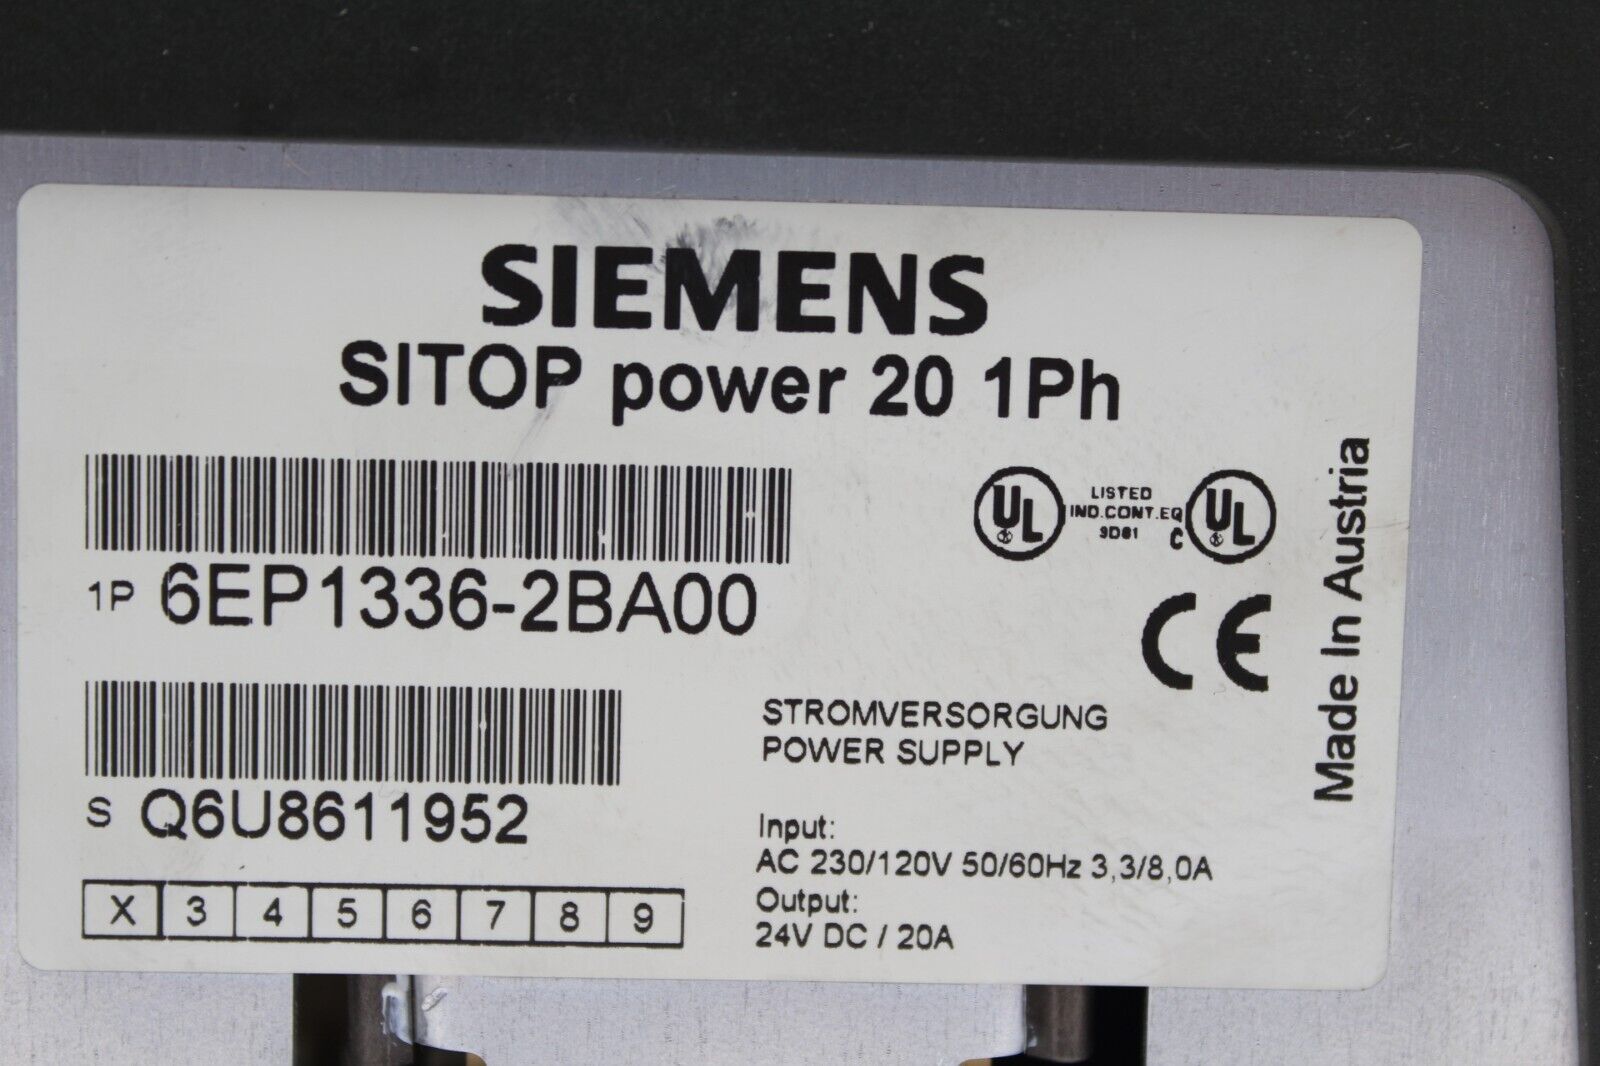 SIEMENS
SITOP power 20 1Ph
1P 6EP1336-2BA00
S Q6U8611952
X 3 4 5 6 7 8 9
UL LISTED UL
IND.CONT.EQ
C
CE
STROMVERSORGUNG
POWER SUPPLY
Input:
AC 230/120V 50/60Hz 3,3/8,0A
Output:
24V DC / 20A
Made In Austria